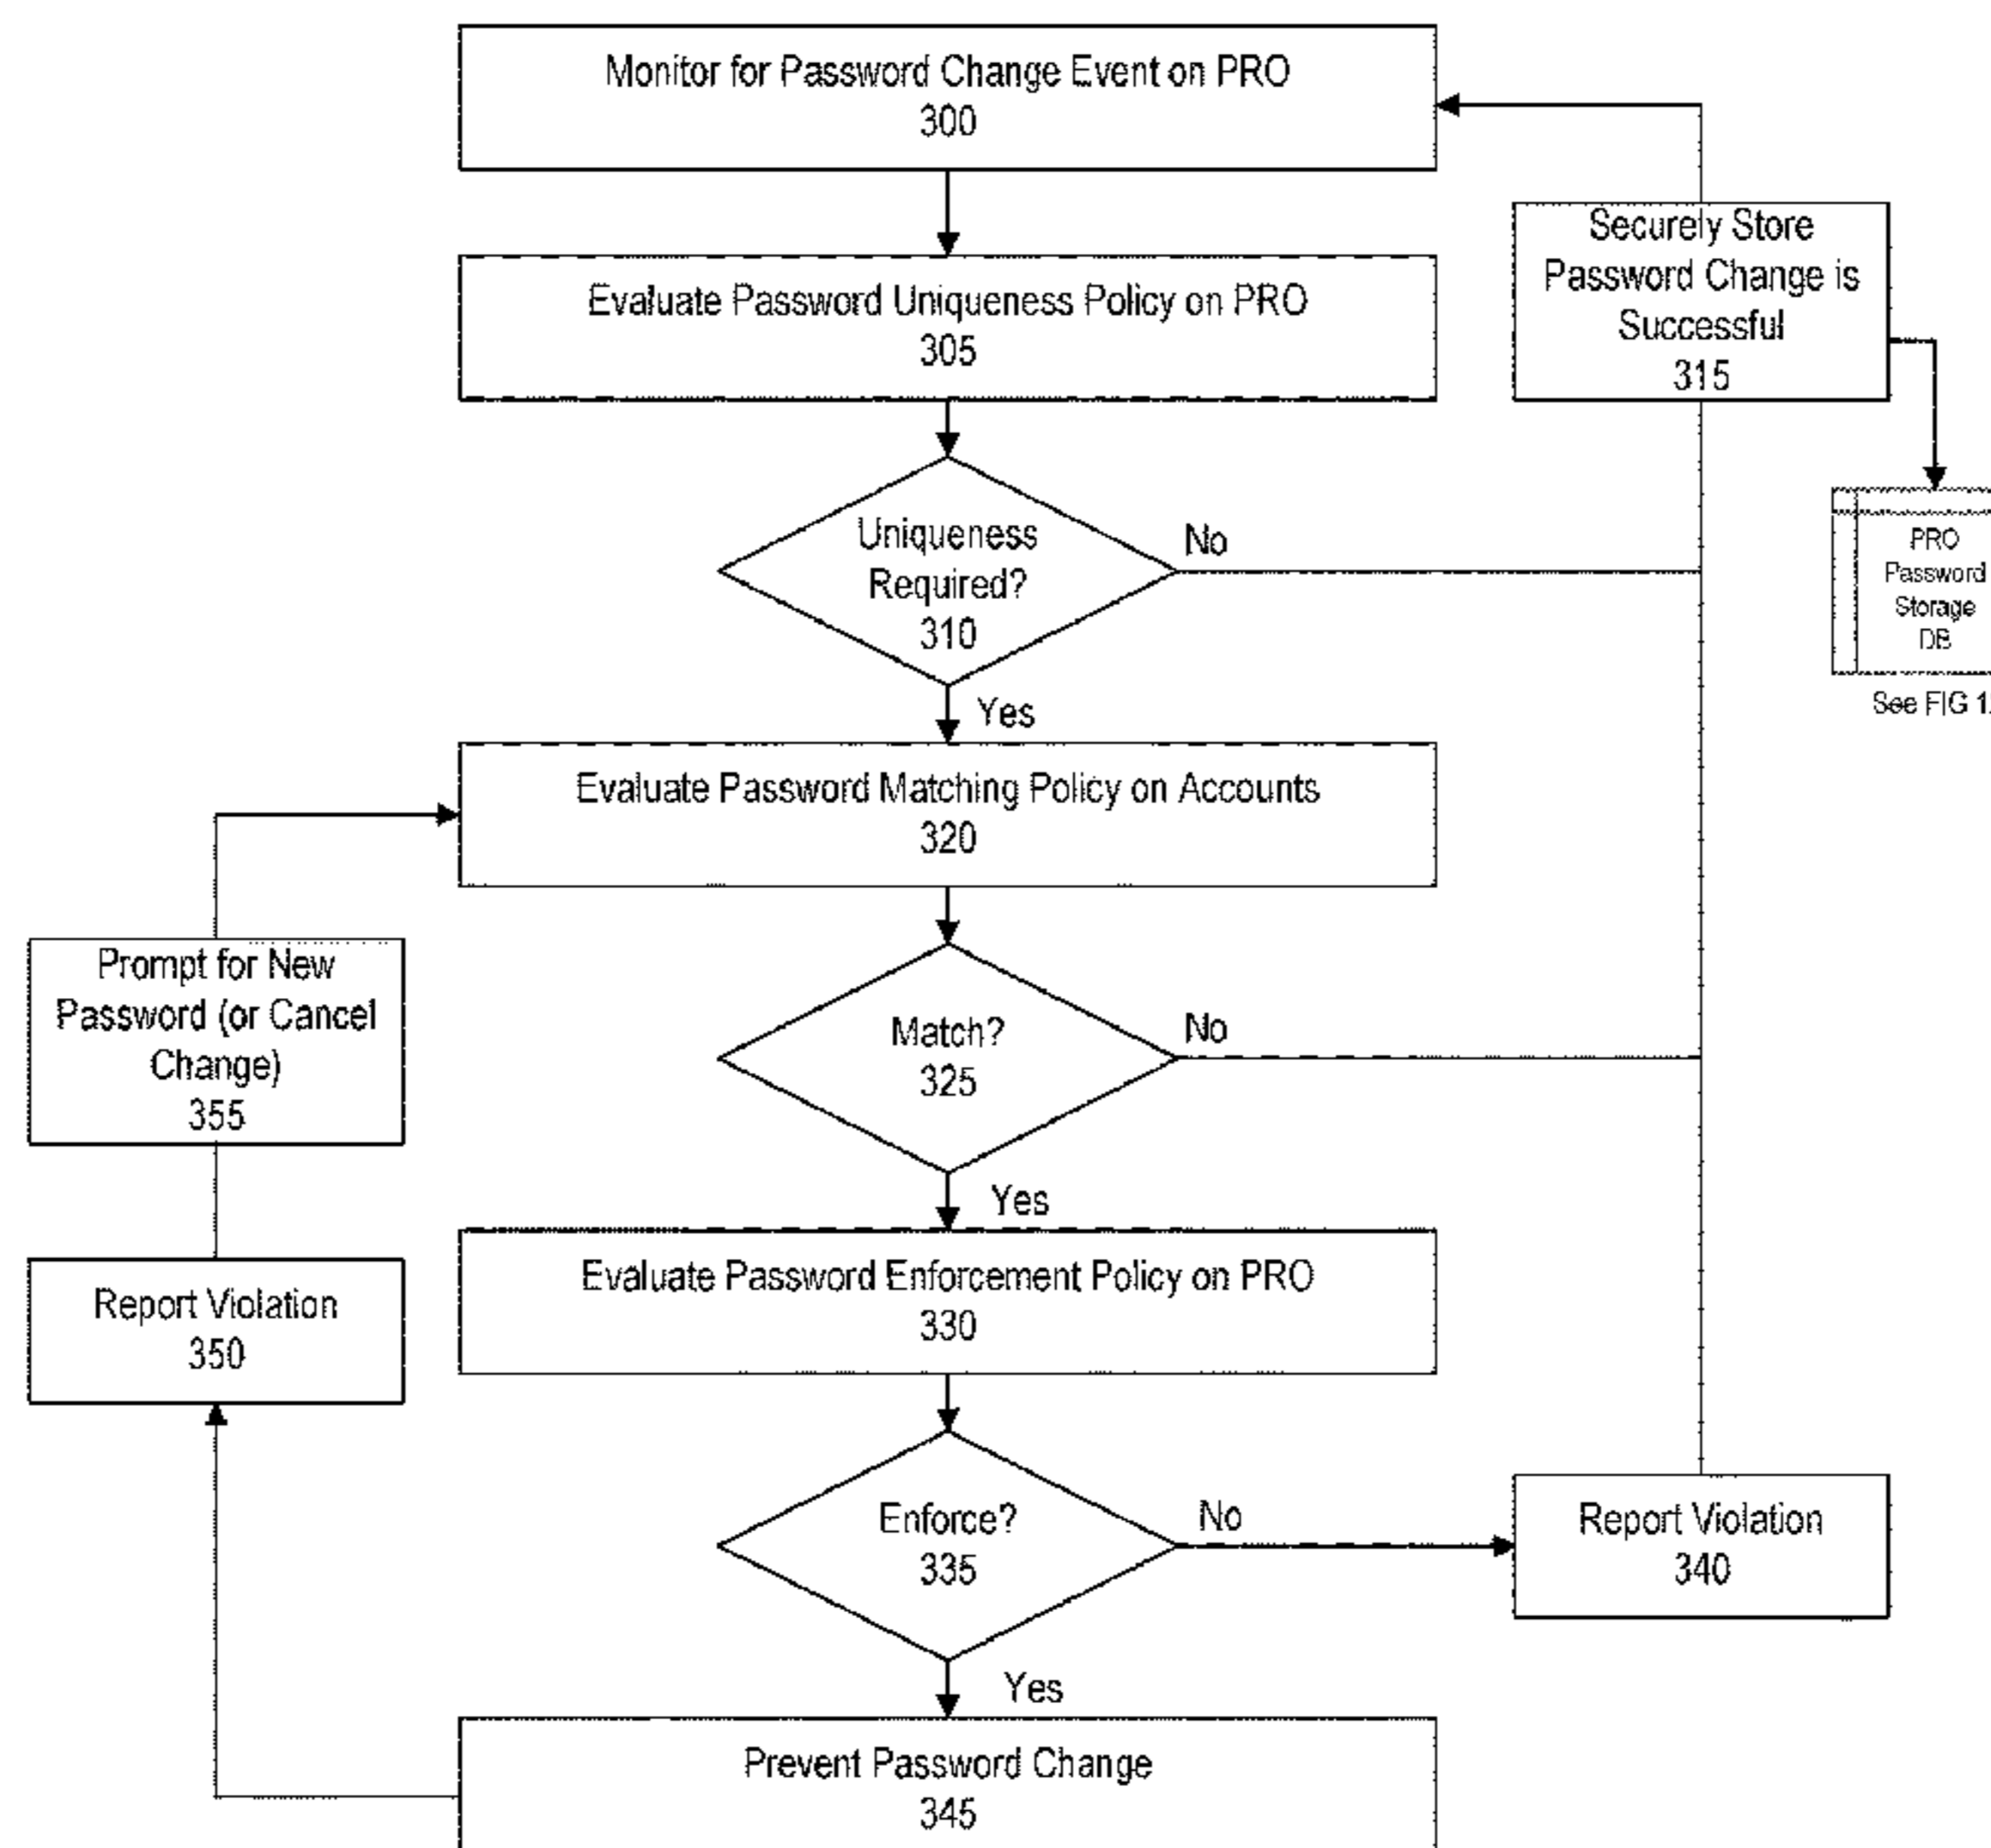 Monitor for Password Change Event on PRO
300
Evaluate Password Uniqueness Policy on PRO
305
Securely Store
Password Change is
Successful
315
Uniqueness
Required?
310
No
Yes
PRO
Password
Storage
DB
See FIG
Evaluate Password Matching Policy on Accounts
320
Prompt for New
Password (or Cancel
Change)
355
Match?
325
No
Yes
Evaluate Password Enforcement Policy on PRO
330
Report Violation
350
Enforce?
335
No
Report Violation
340
Yes
Prevent Password Change
345